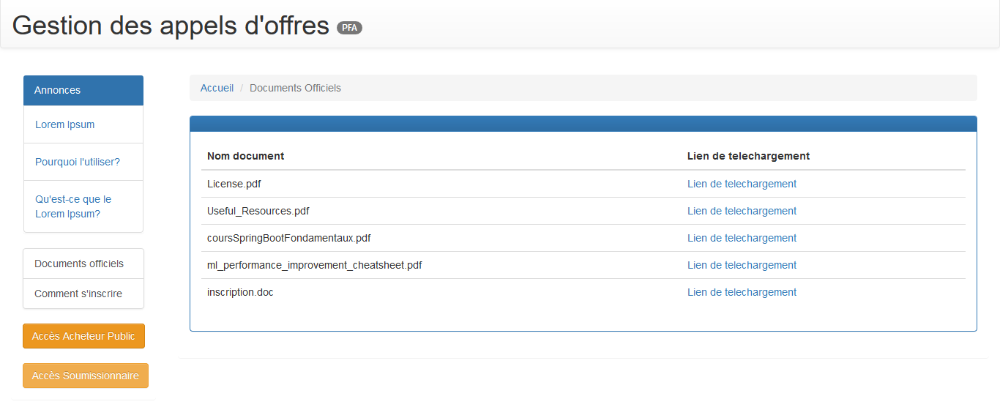 Gestion des appels d'offres PFA
Annonces
Lorem Ipsum
Pourquoi l'utiliser?
Qu'est-ce que le
Lorem Ipsum?
Documents officiels
Comment s'inscrire
Accès Acheteur Public
Accès Soumissionnaire
Accueil / Documents Officiels
Nom document Lien de telechargement
License.pdf Lien de telechargement
Useful_Resources.pdf Lien de telechargement
coursSpringBootFondamentaux.pdf Lien de telechargement
ml_performance_improvement_cheatsheet.pdf Lien de telechargement
inscription.doc Lien de telechargement